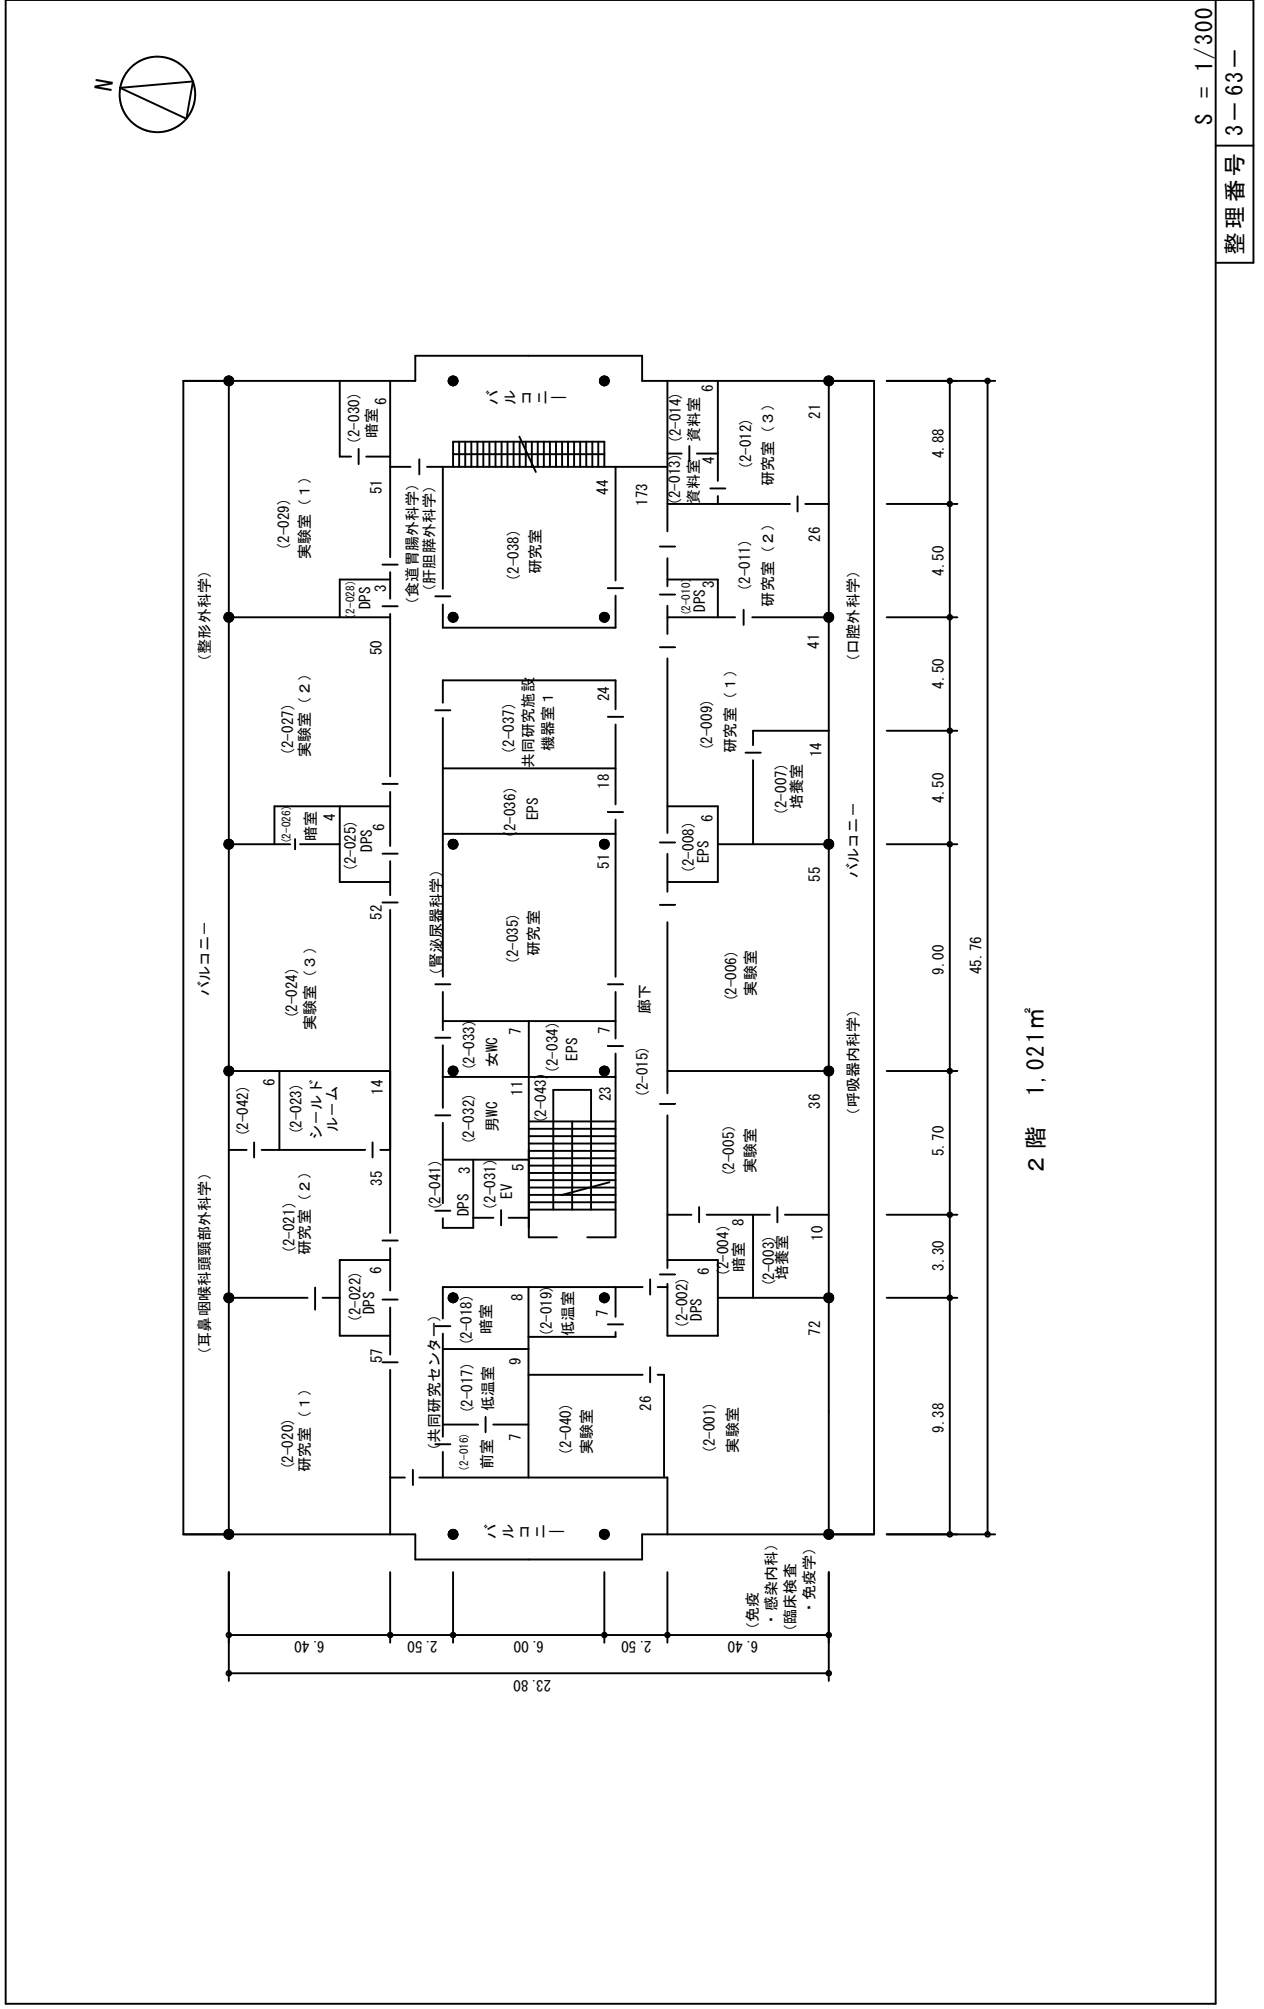 N
S = 1/300
整理番号 3－63－
バルコニー
(耳鼻咽喉科頭頸部外科学)
(整形外科学)
(2-020)
研究室（1）
57
(2-022)
DPS
6
(2-021)
研究室（2）
35
(2-042)
6
(2-023)
シールド
ルーム
14
(2-024)
実験室（3）
52
(2-025)
DPS
6
(2-026)
暗室
4
(2-027)
実験室（2）
50
(2-028)
DPS
3
(2-029)
実験室（1）
51
(2-030)
暗室
6
(共同研究センター)
(腎泌尿器科学)
(食道胃腸外科学)
(肝胆膵外科学)
バルコニー
(2-016)
前室
7
(2-017)
低温室
9
(2-018)
暗室
8
(2-019)
低温室
7
(2-040)
実験室
26
(2-041)
DPS
3
(2-031)
EV
5
(2-032)
男WC
11
(2-043)
23
(2-033)
女WC
7
(2-034)
EPS
7
(2-035)
研究室
51
(2-036)
EPS
18
(2-037)
共同研究施設
機器室1
24
(2-038)
研究室
44
バルコニー
(2-015)
廊下
173
(2-001)
実験室
72
(2-002)
DPS
6
(2-004)
暗室
8
(2-003)
培養室
10
(2-005)
実験室
36
(2-006)
実験室
55
(2-008)
EPS
6
(2-007)
培養室
14
(2-009)
研究室（1）
41
(2-010)
DPS
3
(2-011)
研究室（2）
26
(2-013)
資料室
4
(2-014)
資料室
6
(2-012)
研究室（3）
21
(免疫
・感染内科)
(臨床検査
・免疫学)
(呼吸器内科学)
バルコニー
(口腔外科学)
6.40
2.50
6.00
2.50
6.40
23.80
9.38
3.30
5.70
9.00
4.50
4.50
4.50
4.88
45.76
2階 1,021㎡